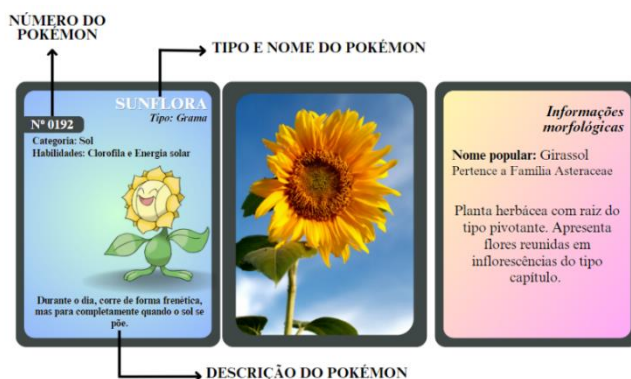 NÚMERO DO
POKÉMON
TIPO E NOME DO POKÉMON
SUNFLORA
Tipo: Grama
Nº 0192
Categoria: Sol
Habilidades: Clorofila e Energia solar
Durante o dia, corre de forma frenética,
mas para completamente quando o sol se
põe.
DESCRIÇÃO DO POKÉMON
Informações
morfológicas
Nome popular: Girassol
Pertence a Família Asteraceae
Planta herbácea com raiz do
tipo pivotante. Apresenta
flores reunidas em
inflorescências do tipo
capítulo.